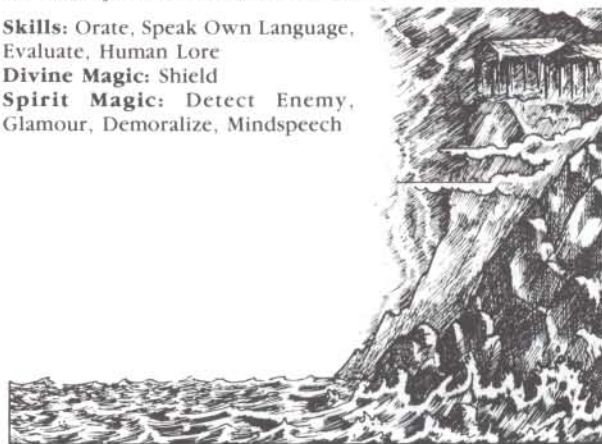 Skills: Orate, Speak Own Language,
Evaluate, Human Lore
Divine Magic: Shield
Spirit Magic: Detect Enemy,
Glamour, Demoralize, Mindspeech